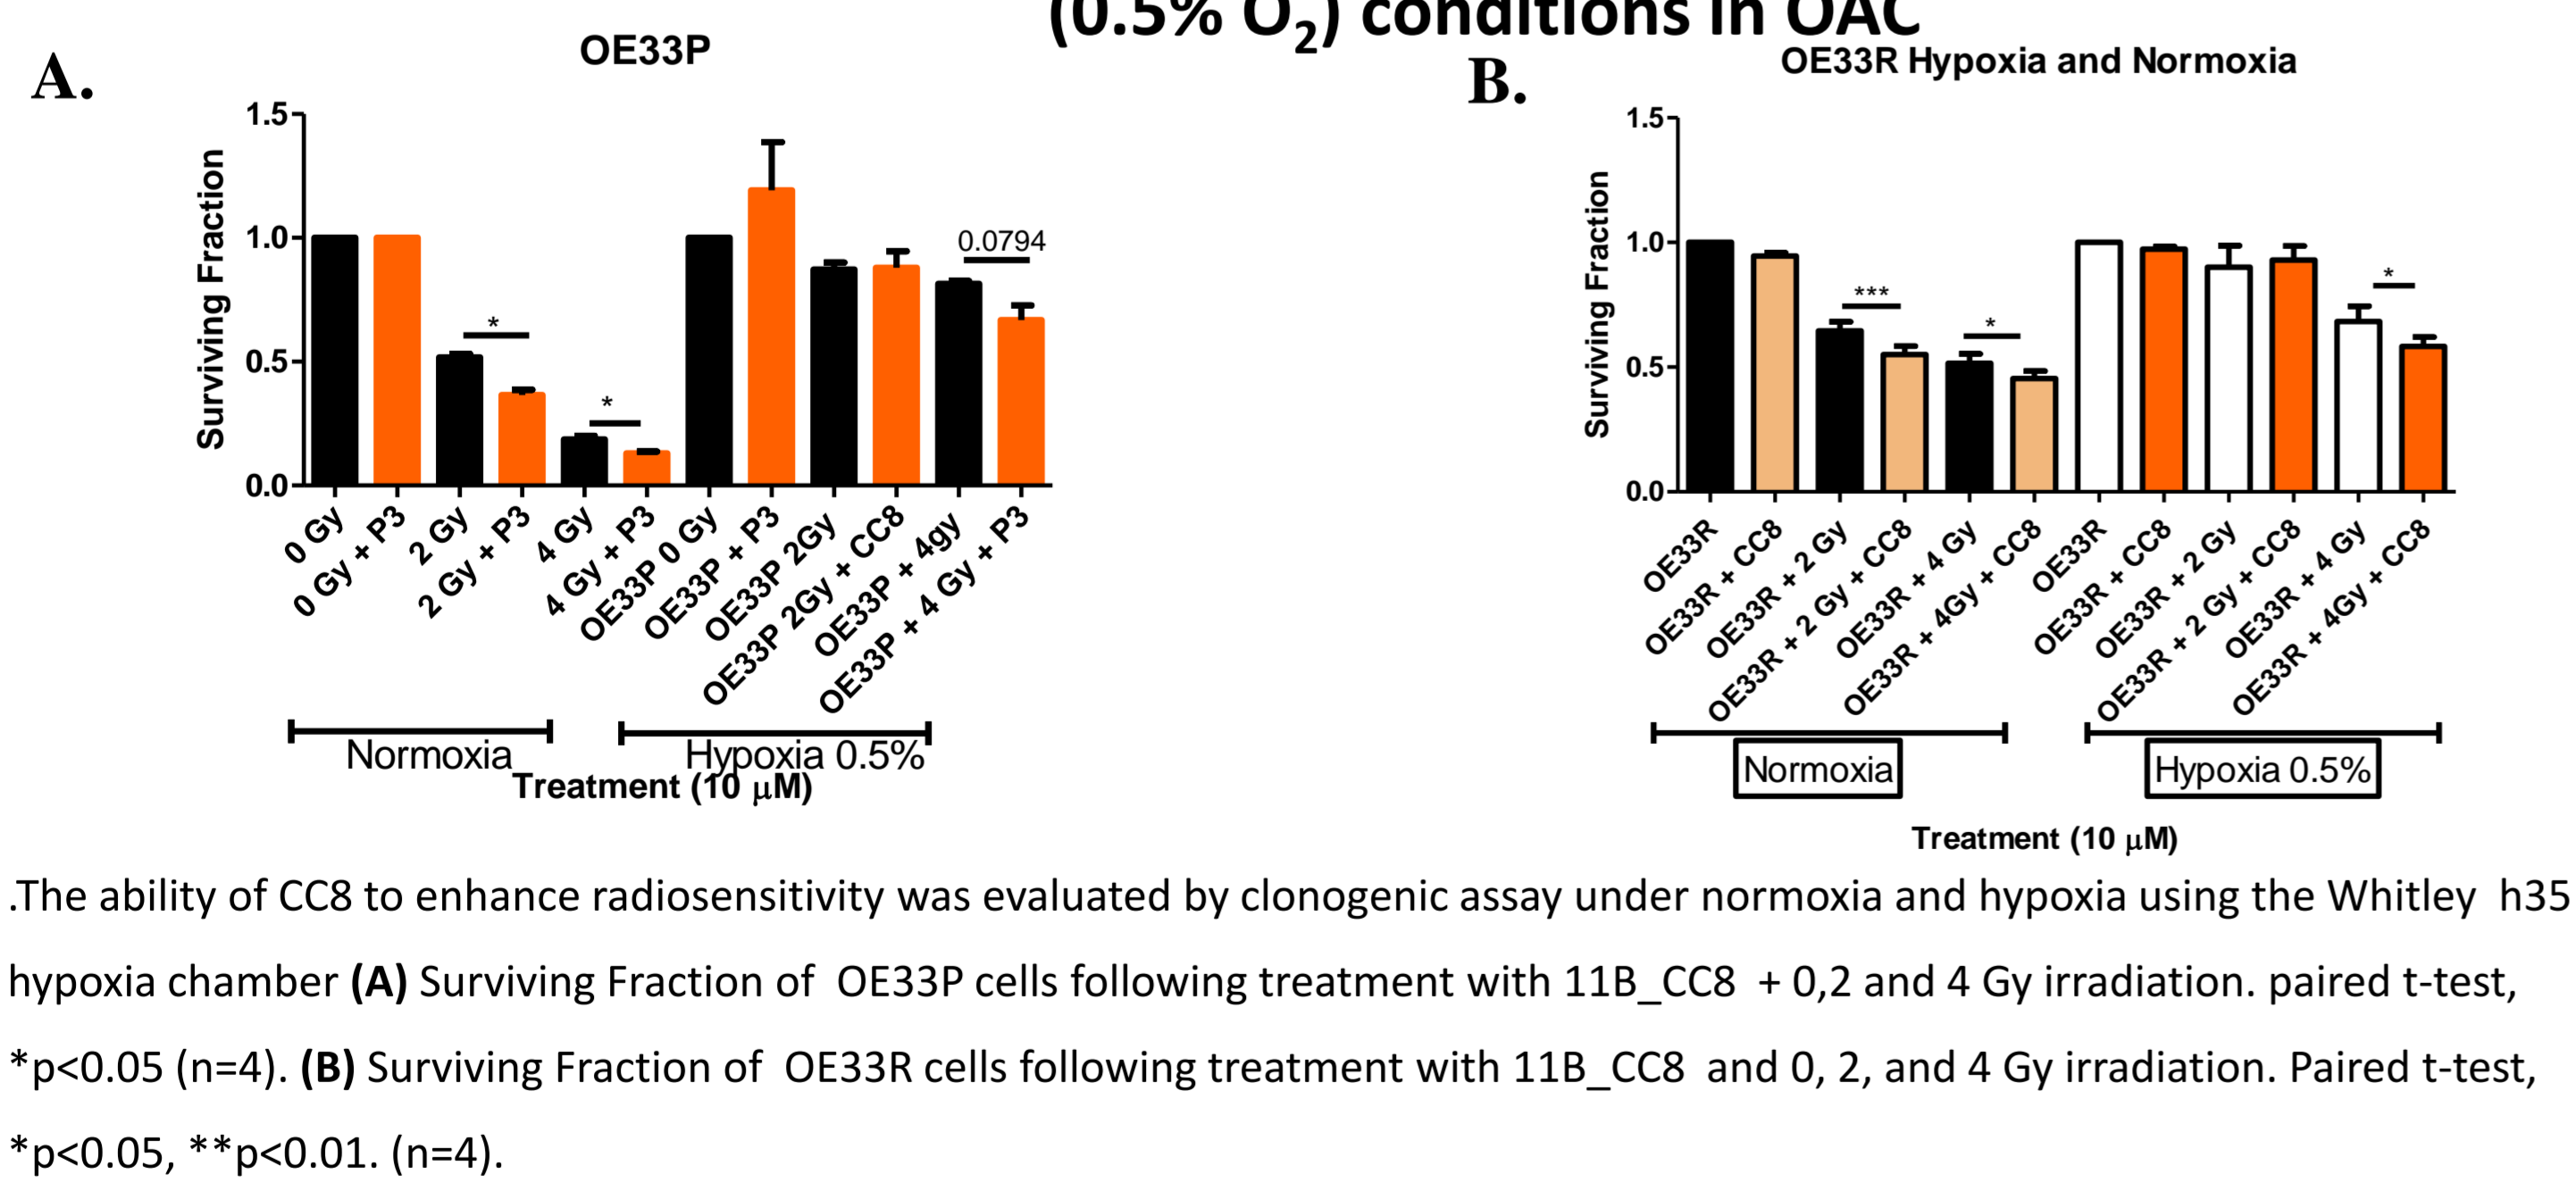 (0.5% O₂) conditions in OAC
A.
OE33P
Surviving Fraction
1.5
1.0
0.5
0.0
*
*
0.0794
0 Gy
0 Gy + P3
2 Gy
2 Gy + P3
4 Gy
4 Gy + P3
OE33P 0 Gy
OE33P + P3
OE33P 2Gy
OE33P 2Gy + CC8
OE33P + 4gy
OE33P + 4 Gy + P3
Normoxia
Hypoxia 0.5%
Treatment (10 μM)
B.
OE33R Hypoxia and Normoxia
Surviving Fraction
1.5
1.0
0.5
0.0
***
*
*
OE33R
OE33R + CC8
OE33R + 2 Gy
OE33R + 2 Gy + CC8
OE33R + 4 Gy
OE33R + 4Gy + CC8
OE33R
OE33R + CC8
OE33R + 2 Gy
OE33R + 2 Gy + CC8
OE33R + 4 Gy
OE33R + 4Gy + CC8
Normoxia
Hypoxia 0.5%
Treatment (10 μM)
.The ability of CC8 to enhance radiosensitivity was evaluated by clonogenic assay under normoxia and hypoxia using the Whitley h35
hypoxia chamber (A) Surviving Fraction of OE33P cells following treatment with 11B_CC8 + 0,2 and 4 Gy irradiation. paired t-test,
*p<0.05 (n=4). (B) Surviving Fraction of OE33R cells following treatment with 11B_CC8 and 0, 2, and 4 Gy irradiation. Paired t-test,
*p<0.05, **p<0.01. (n=4).